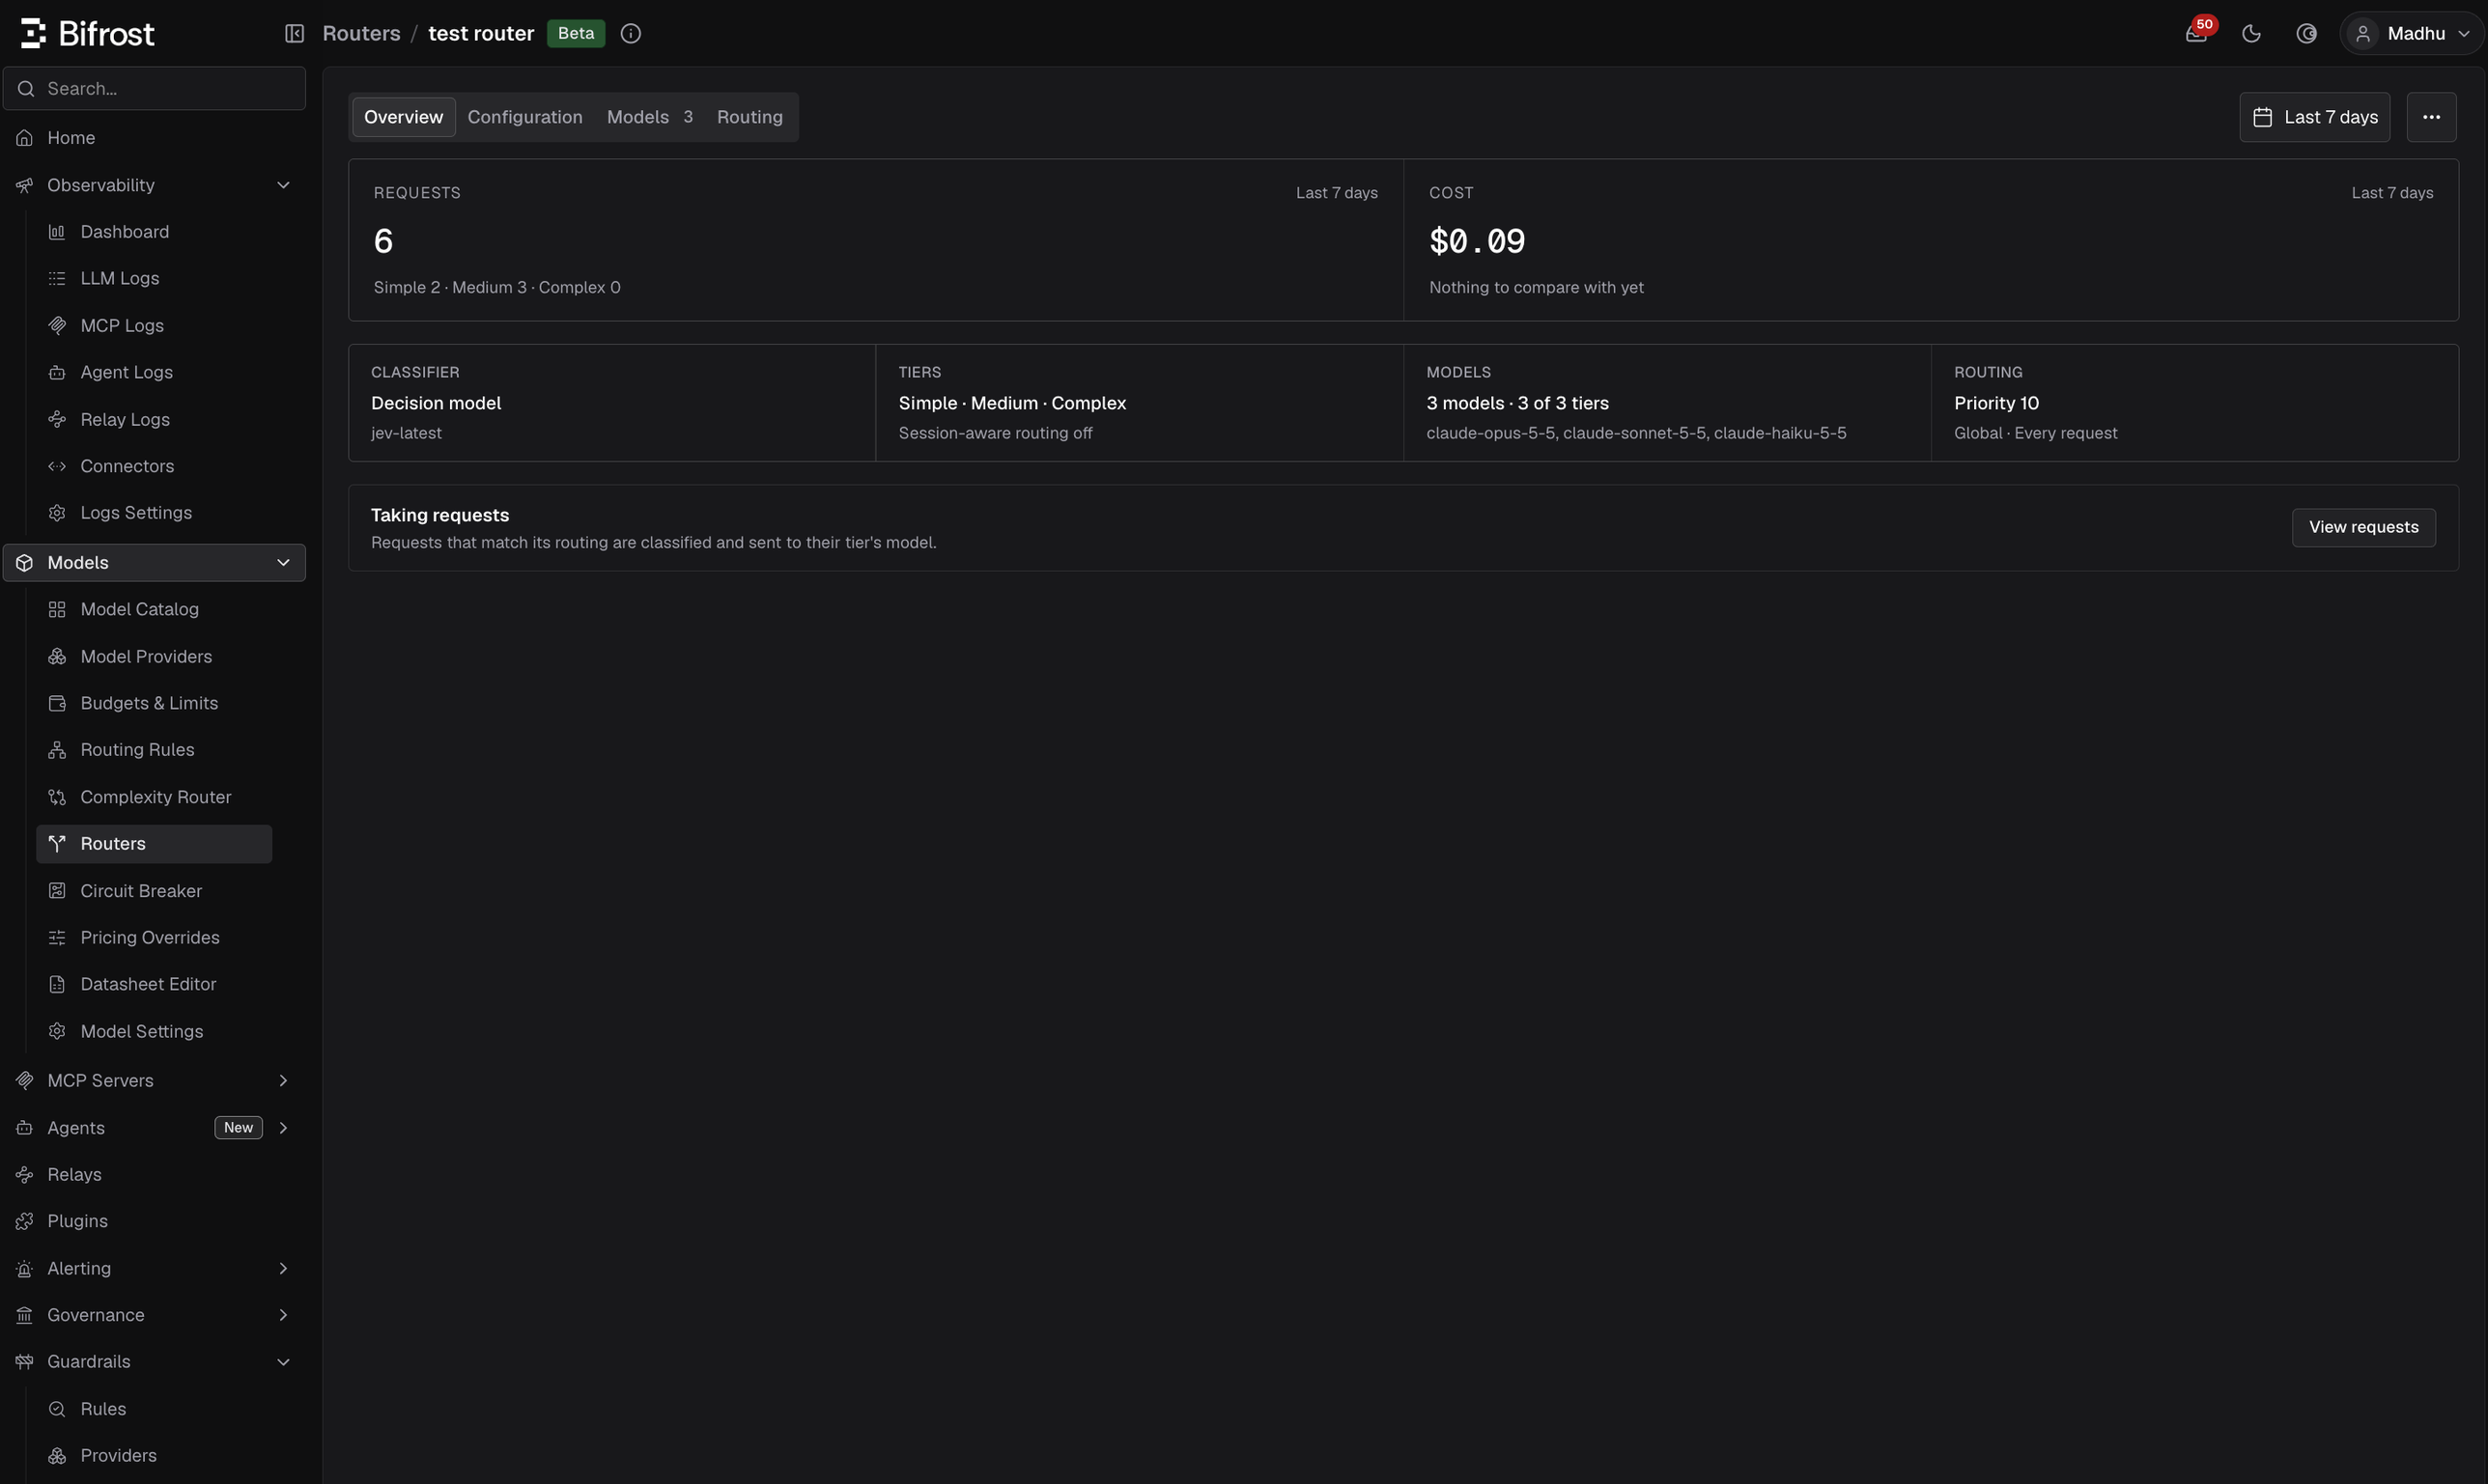 Bifrost
Routers / test router Beta
50
Madhu
Search...
Home
Observability
Dashboard
LLM Logs
MCP Logs
Agent Logs
Relay Logs
Connectors
Logs Settings
Models
Model Catalog
Model Providers
Budgets & Limits
Routing Rules
Complexity Router
Routers
Circuit Breaker
Pricing Overrides
Datasheet Editor
Model Settings
MCP Servers
Agents New
Relays
Plugins
Alerting
Governance
Guardrails
Rules
Providers
Overview Configuration Models 3 Routing
Last 7 days
REQUESTS Last 7 days
6
Simple 2 · Medium 3 · Complex 0
COST Last 7 days
$0.09
Nothing to compare with yet
CLASSIFIER
Decision model
jev-latest
TIERS
Simple · Medium · Complex
Session-aware routing off
MODELS
3 models · 3 of 3 tiers
claude-opus-5-5, claude-sonnet-5-5, claude-haiku-5-5
ROUTING
Priority 10
Global · Every request
Taking requests
Requests that match its routing are classified and sent to their tier's model.
View requests